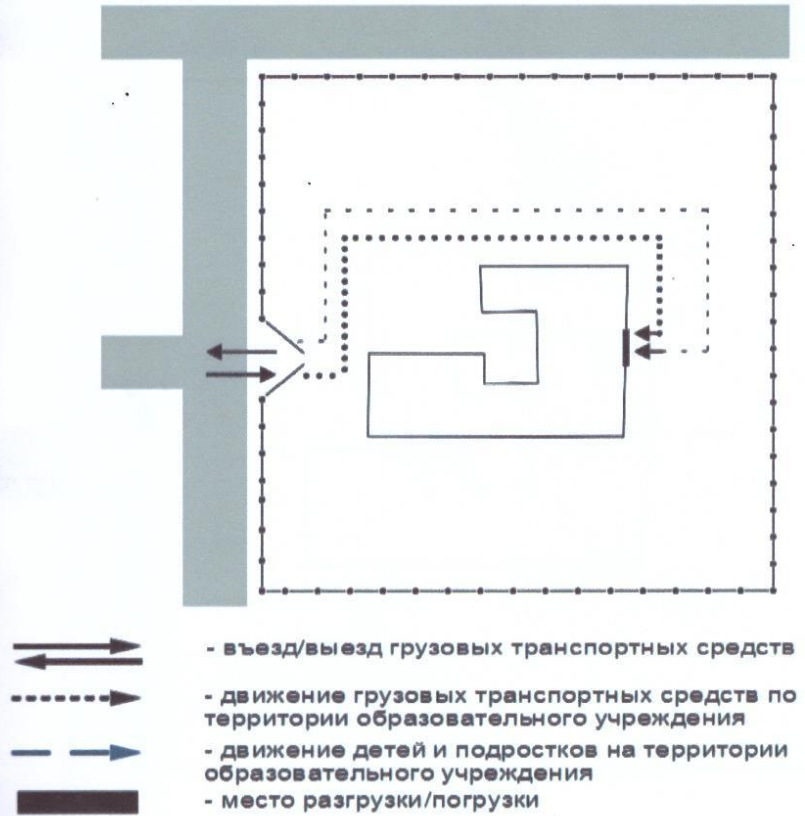 - въезд/выезд грузовых транспортных средств
- движение грузовых транспортных средств по
территории образовательного учреждения
- движение детей и подростков на территории
образовательного учреждения
- место разгрузки/погрузки